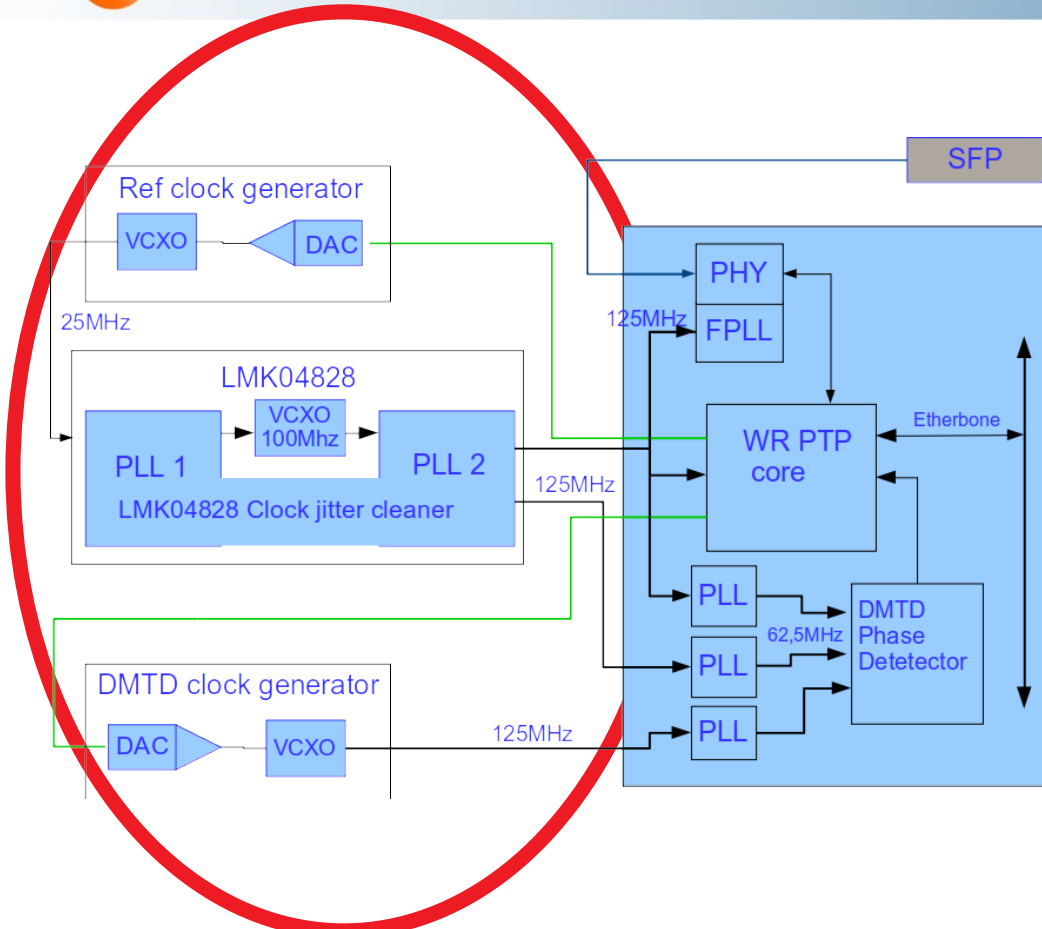 SFP
Ref clock generator
VCXO
DAC
PHY
25MHz
125MHz
FPLL
LMK04828
VCXO
100Mhz
PLL 1
PLL 2
WR PTP
core
Etherbone
125MHz
LMK04828 Clock jitter cleaner
PLL
DMTD
Phase
Detetector
62,5MHz
PLL
DMTD clock generator
PLL
125MHz
DAC
VCXO